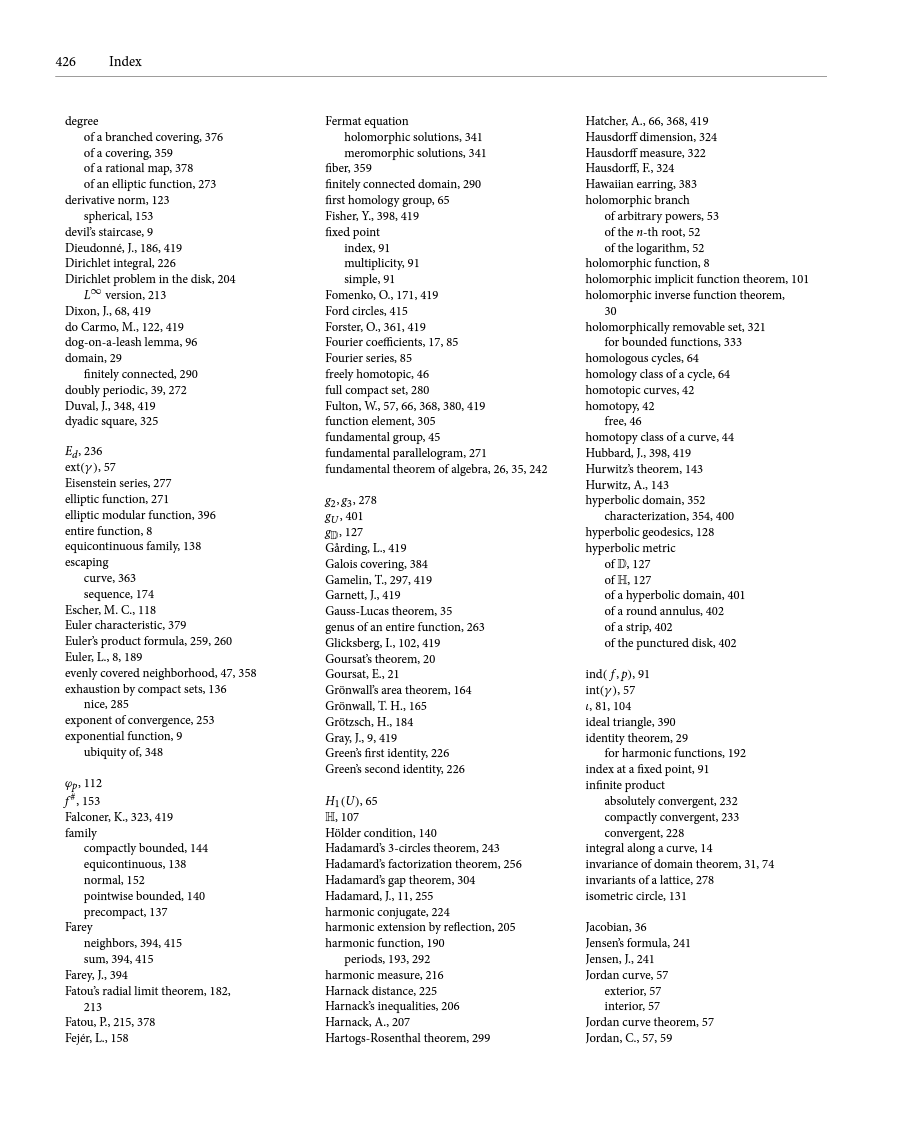 426 Index
degree
of a branched covering, 376
of a covering, 359
of a rational map, 378
of an elliptic function, 273
derivative norm, 123
spherical, 153
devil's staircase, 9
Dieudonné, J., 186, 419
Dirichlet integral, 226
Dirichlet problem in the disk, 204
L^∞ version, 213
Dixon, J., 68, 419
do Carmo, M., 122, 419
dog-on-a-leash lemma, 96
domain, 29
finitely connected, 290
doubly periodic, 39, 272
Duval, J., 348, 419
dyadic square, 325
E_d, 236
ext(γ), 57
Eisenstein series, 277
elliptic function, 271
elliptic modular function, 396
entire function, 8
equicontinuous family, 138
escaping
curve, 363
sequence, 174
Escher, M. C., 118
Euler characteristic, 379
Euler's product formula, 259, 260
Euler, L., 8, 189
evenly covered neighborhood, 47, 358
exhaustion by compact sets, 136
nice, 285
exponent of convergence, 253
exponential function, 9
ubiquity of, 348
φ_p, 112
f^#, 153
Falconer, K., 323, 419
family
compactly bounded, 144
equicontinuous, 138
normal, 152
pointwise bounded, 140
precompact, 137
Farey
neighbors, 394, 415
sum, 394, 415
Farey, J., 394
Fatou's radial limit theorem, 182,
213
Fatou, P., 215, 378
Fejér, L., 158
Fermat equation
holomorphic solutions, 341
meromorphic solutions, 341
fiber, 359
finitely connected domain, 290
first homology group, 65
Fisher, Y., 398, 419
fixed point
index, 91
multiplicity, 91
simple, 91
Fomenko, O., 171, 419
Ford circles, 415
Forster, O., 361, 419
Fourier coefficients, 17, 85
Fourier series, 85
freely homotopic, 46
full compact set, 280
Fulton, W., 57, 66, 368, 380, 419
function element, 305
fundamental group, 45
fundamental parallelogram, 271
fundamental theorem of algebra, 26, 35, 242
g_2, g_3, 278
g_U, 401
g_𝔻, 127
Gårding, L., 419
Galois covering, 384
Gamelin, T., 297, 419
Garnett, J., 419
Gauss-Lucas theorem, 35
genus of an entire function, 263
Glicksberg, I., 102, 419
Goursat's theorem, 20
Goursat, E., 21
Grönwall's area theorem, 164
Grönwall, T. H., 165
Grötzsch, H., 184
Gray, J., 9, 419
Green's first identity, 226
Green's second identity, 226
H_1(U), 65
ℍ, 107
Hölder condition, 140
Hadamard's 3-circles theorem, 243
Hadamard's factorization theorem, 256
Hadamard's gap theorem, 304
Hadamard, J., 11, 255
harmonic conjugate, 224
harmonic extension by reflection, 205
harmonic function, 190
periods, 193, 292
harmonic measure, 216
Harnack distance, 225
Harnack's inequalities, 206
Harnack, A., 207
Hartogs-Rosenthal theorem, 299
Hatcher, A., 66, 368, 419
Hausdorff dimension, 324
Hausdorff measure, 322
Hausdorff, F., 324
Hawaiian earring, 383
holomorphic branch
of arbitrary powers, 53
of the n-th root, 52
of the logarithm, 52
holomorphic function, 8
holomorphic implicit function theorem, 101
holomorphic inverse function theorem,
30
holomorphically removable set, 321
for bounded functions, 333
homologous cycles, 64
homology class of a cycle, 64
homotopic curves, 42
homotopy, 42
free, 46
homotopy class of a curve, 44
Hubbard, J., 398, 419
Hurwitz's theorem, 143
Hurwitz, A., 143
hyperbolic domain, 352
characterization, 354, 400
hyperbolic geodesics, 128
hyperbolic metric
of 𝔻, 127
of ℍ, 127
of a hyperbolic domain, 401
of a round annulus, 402
of a strip, 402
of the punctured disk, 402
ind(f, p), 91
int(γ), 57
ι, 81, 104
ideal triangle, 390
identity theorem, 29
for harmonic functions, 192
index at a fixed point, 91
infinite product
absolutely convergent, 232
compactly convergent, 233
convergent, 228
integral along a curve, 14
invariance of domain theorem, 31, 74
invariants of a lattice, 278
isometric circle, 131
Jacobian, 36
Jensen's formula, 241
Jensen, J., 241
Jordan curve, 57
exterior, 57
interior, 57
Jordan curve theorem, 57
Jordan, C., 57, 59